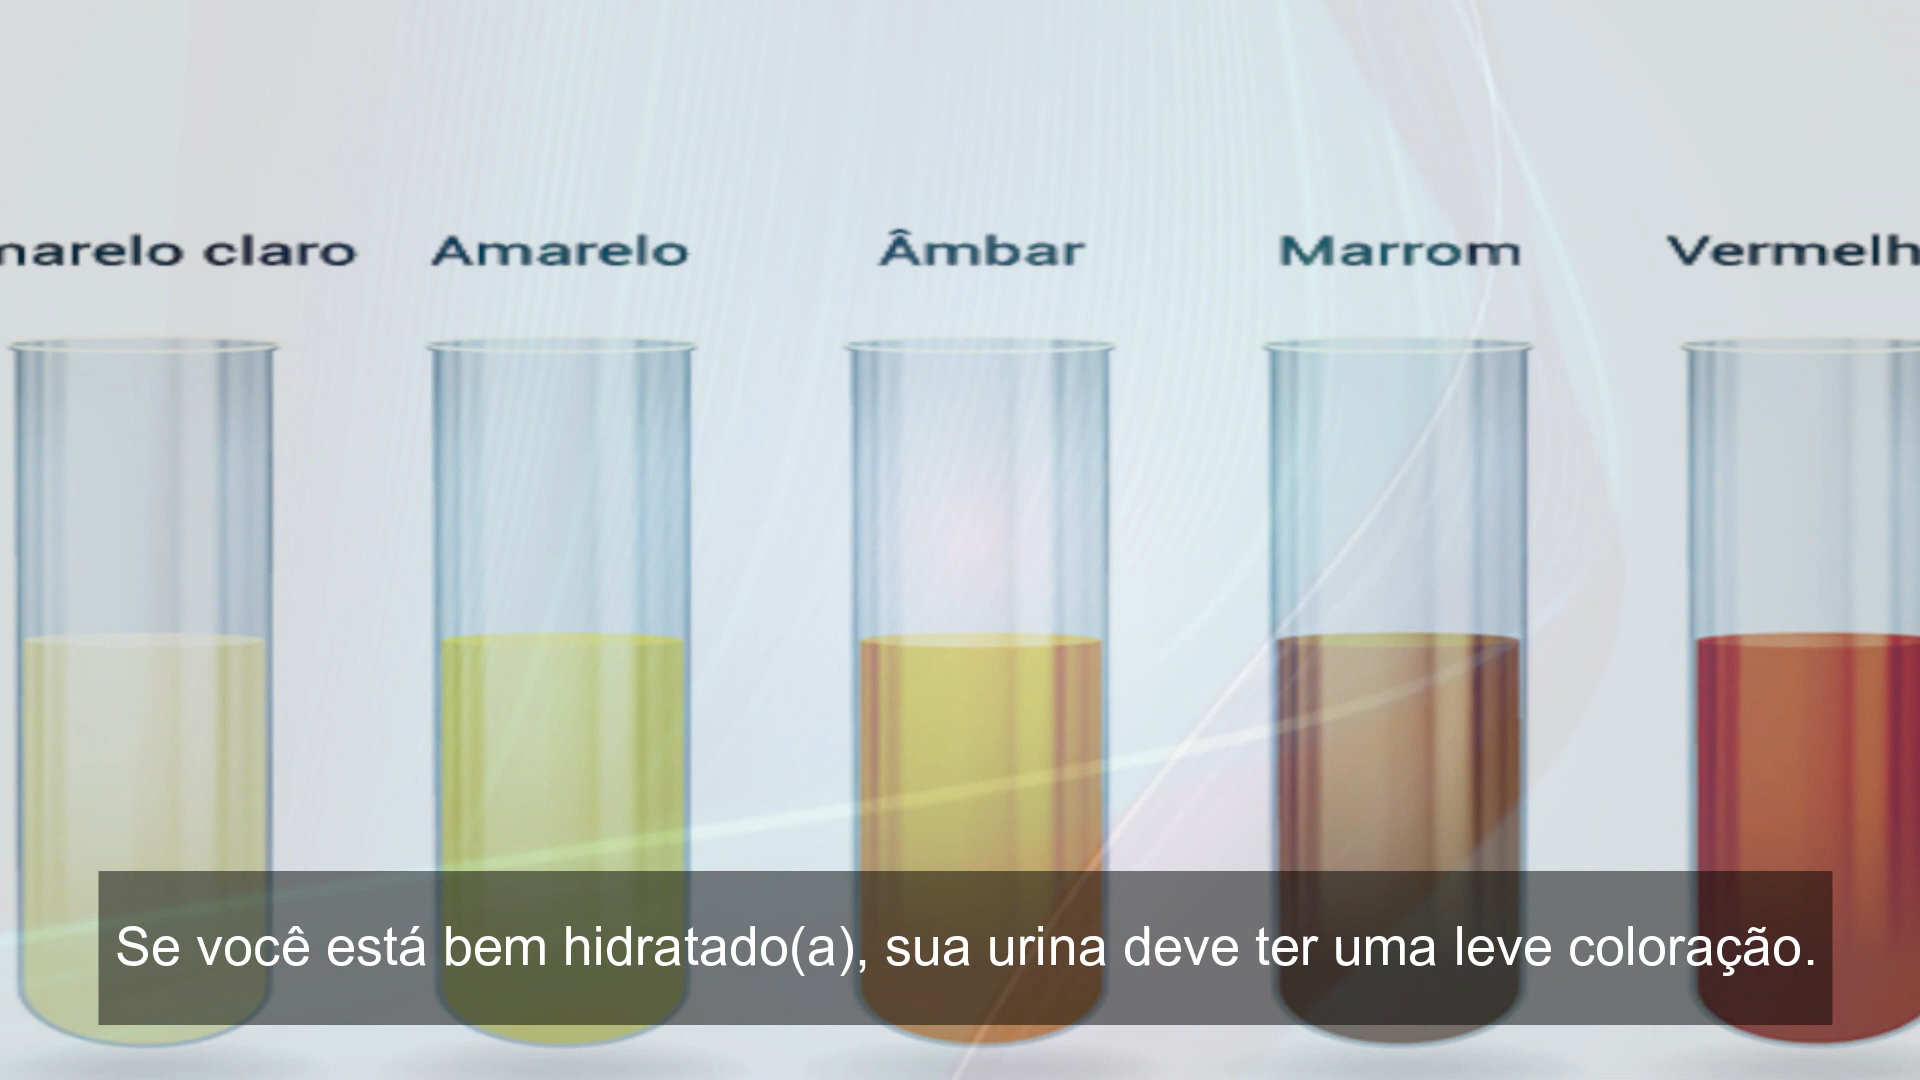 marelo claro Amarelo Âmbar Marrom Vermelh
Se você está bem hidratado(a), sua urina deve ter uma leve coloração.